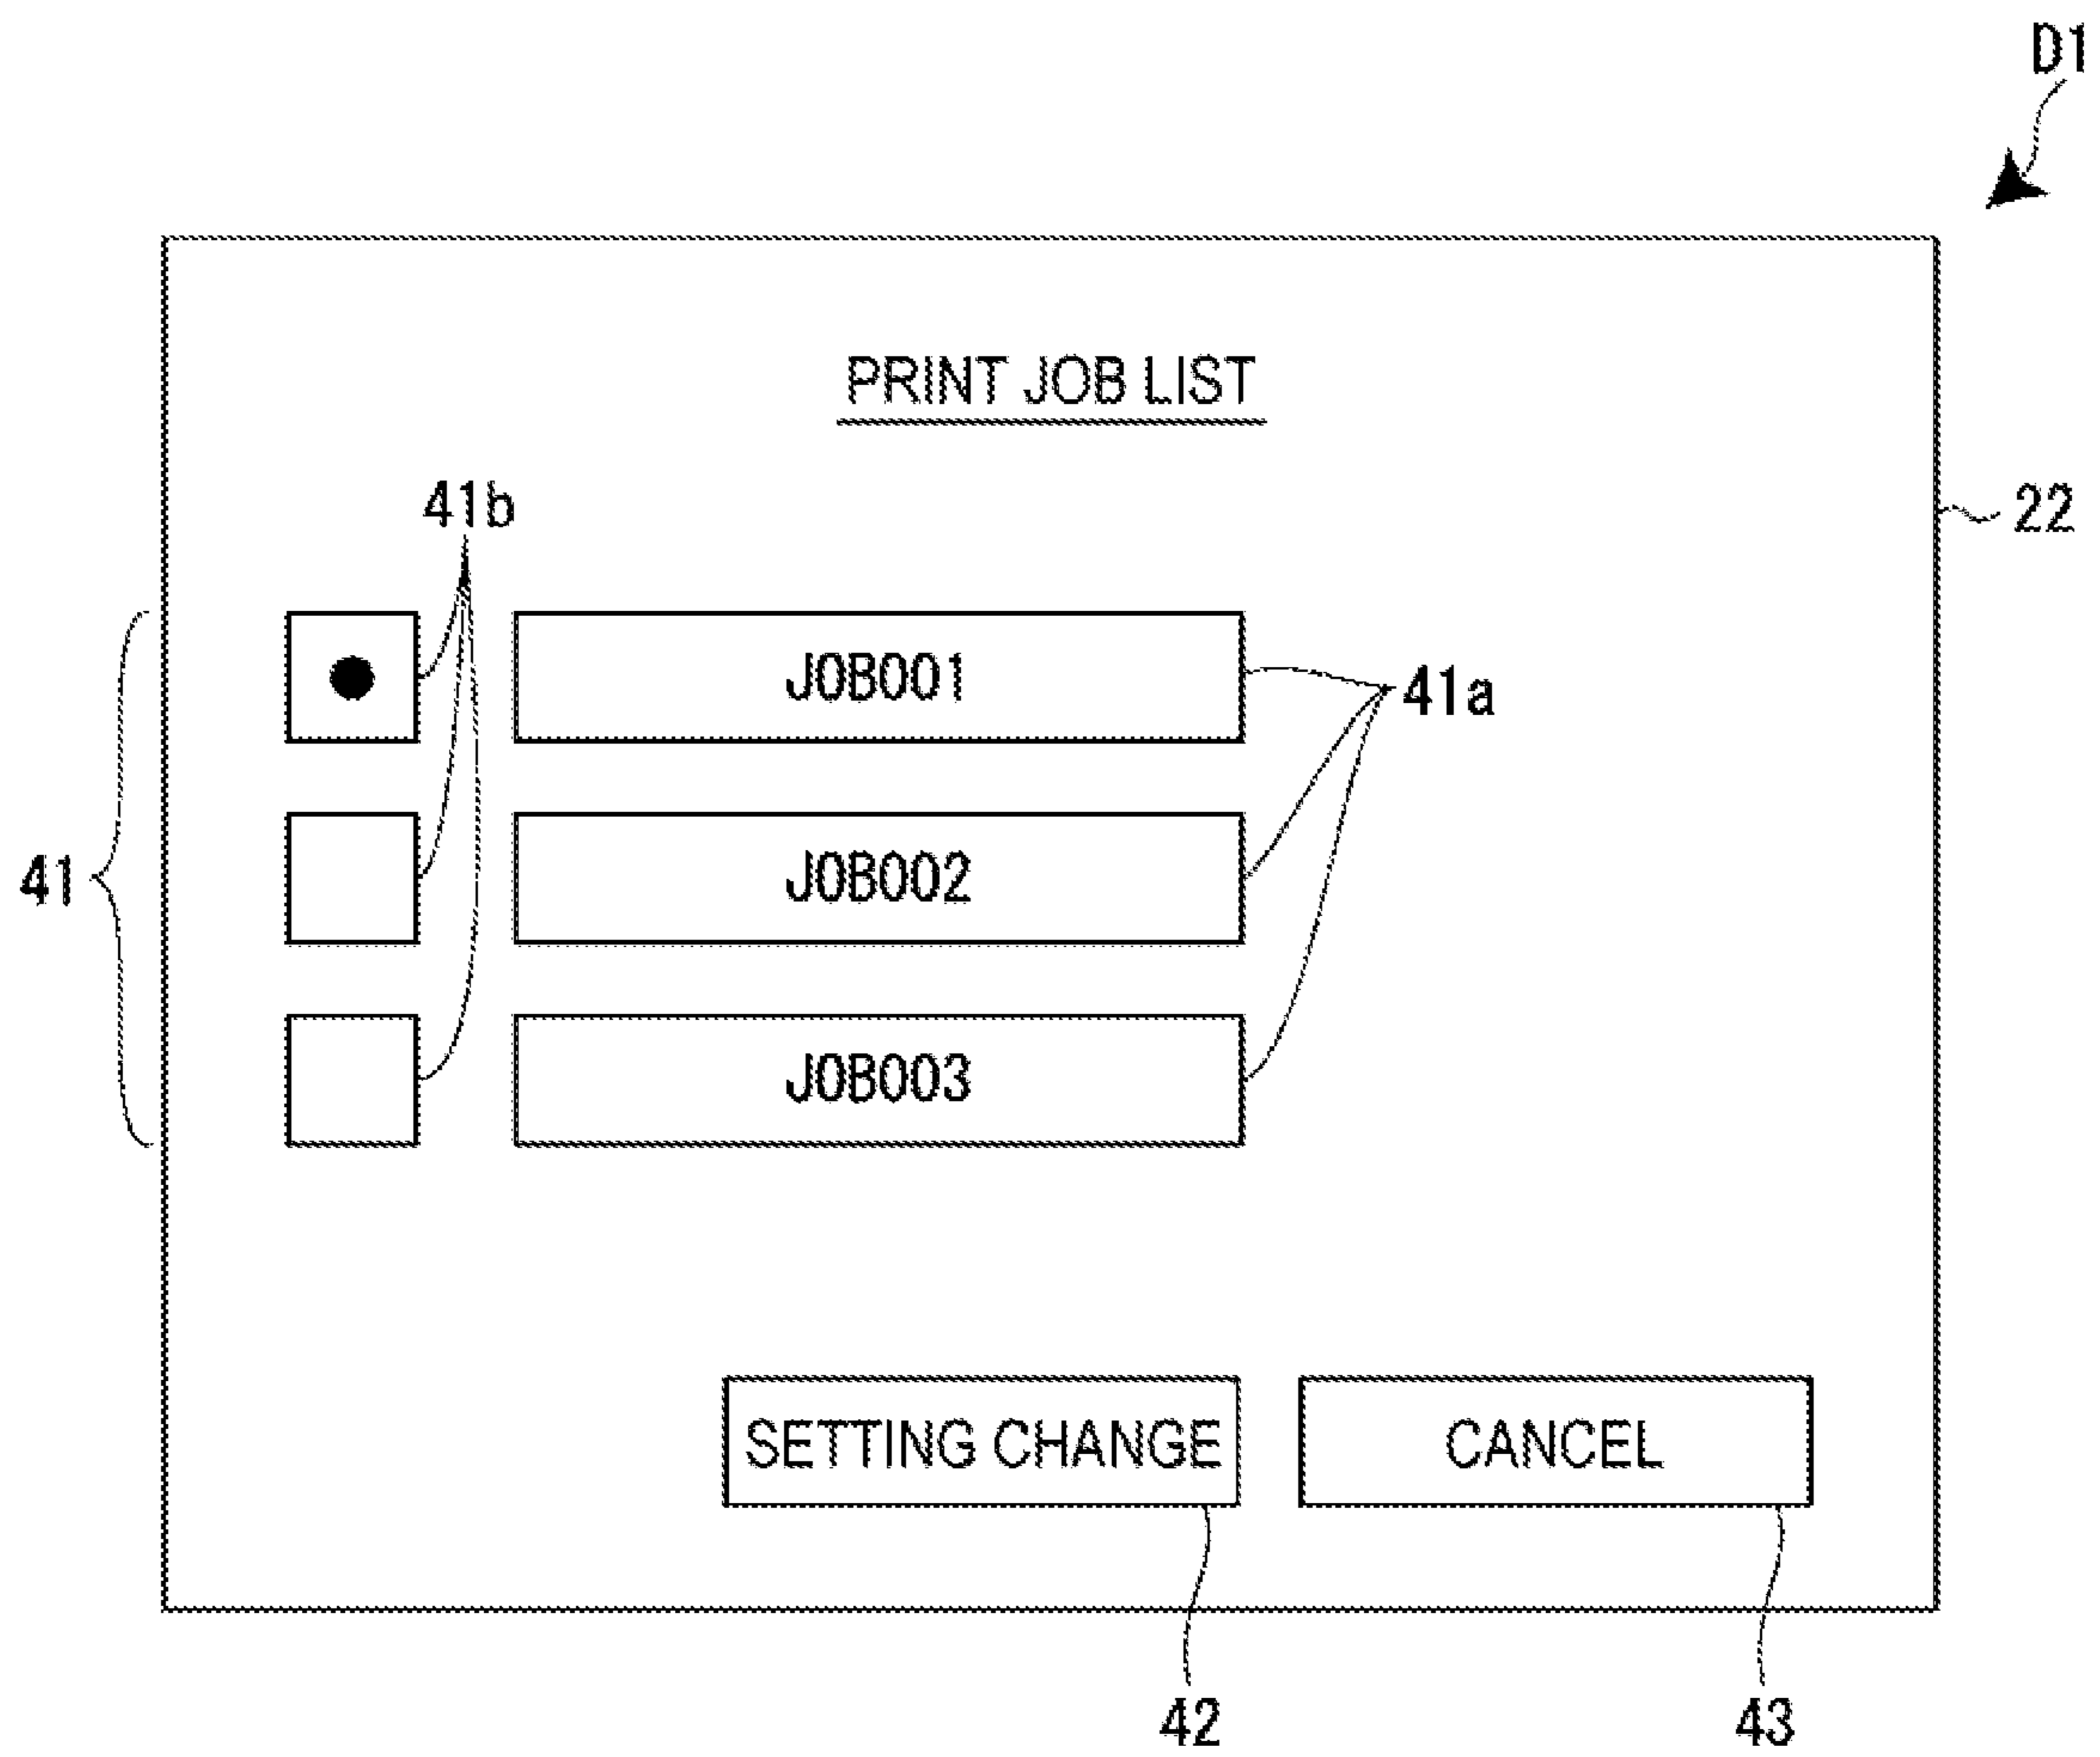 D1
PRINT JOB LIST
41b
22
JOB001
41a
41
JOB002
JOB003
SETTING CHANGE
CANCEL
42
43